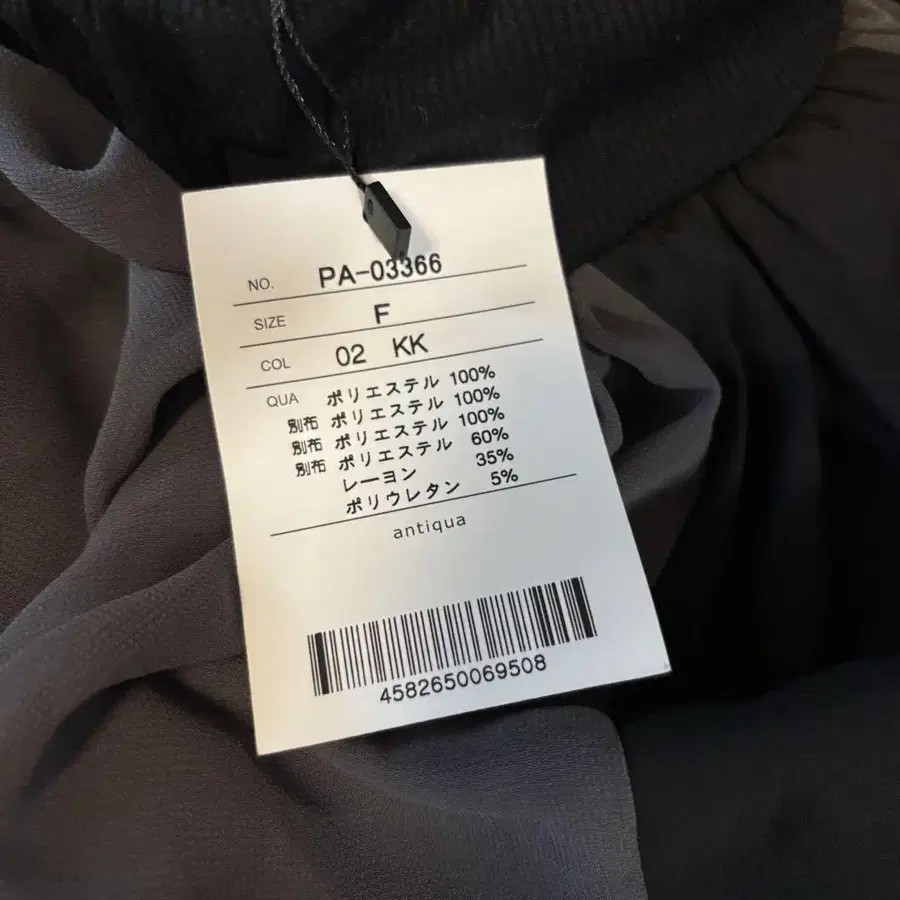 NO. PA-03366
SIZE F
COL 02 KK
QUA ポリエステル 100%
別布 ポリエステル 100%
別布 ポリエステル 100%
別布 ポリエステル 60%
レーヨン 35%
ポリウレタン 5%
antiqua
4582650069508